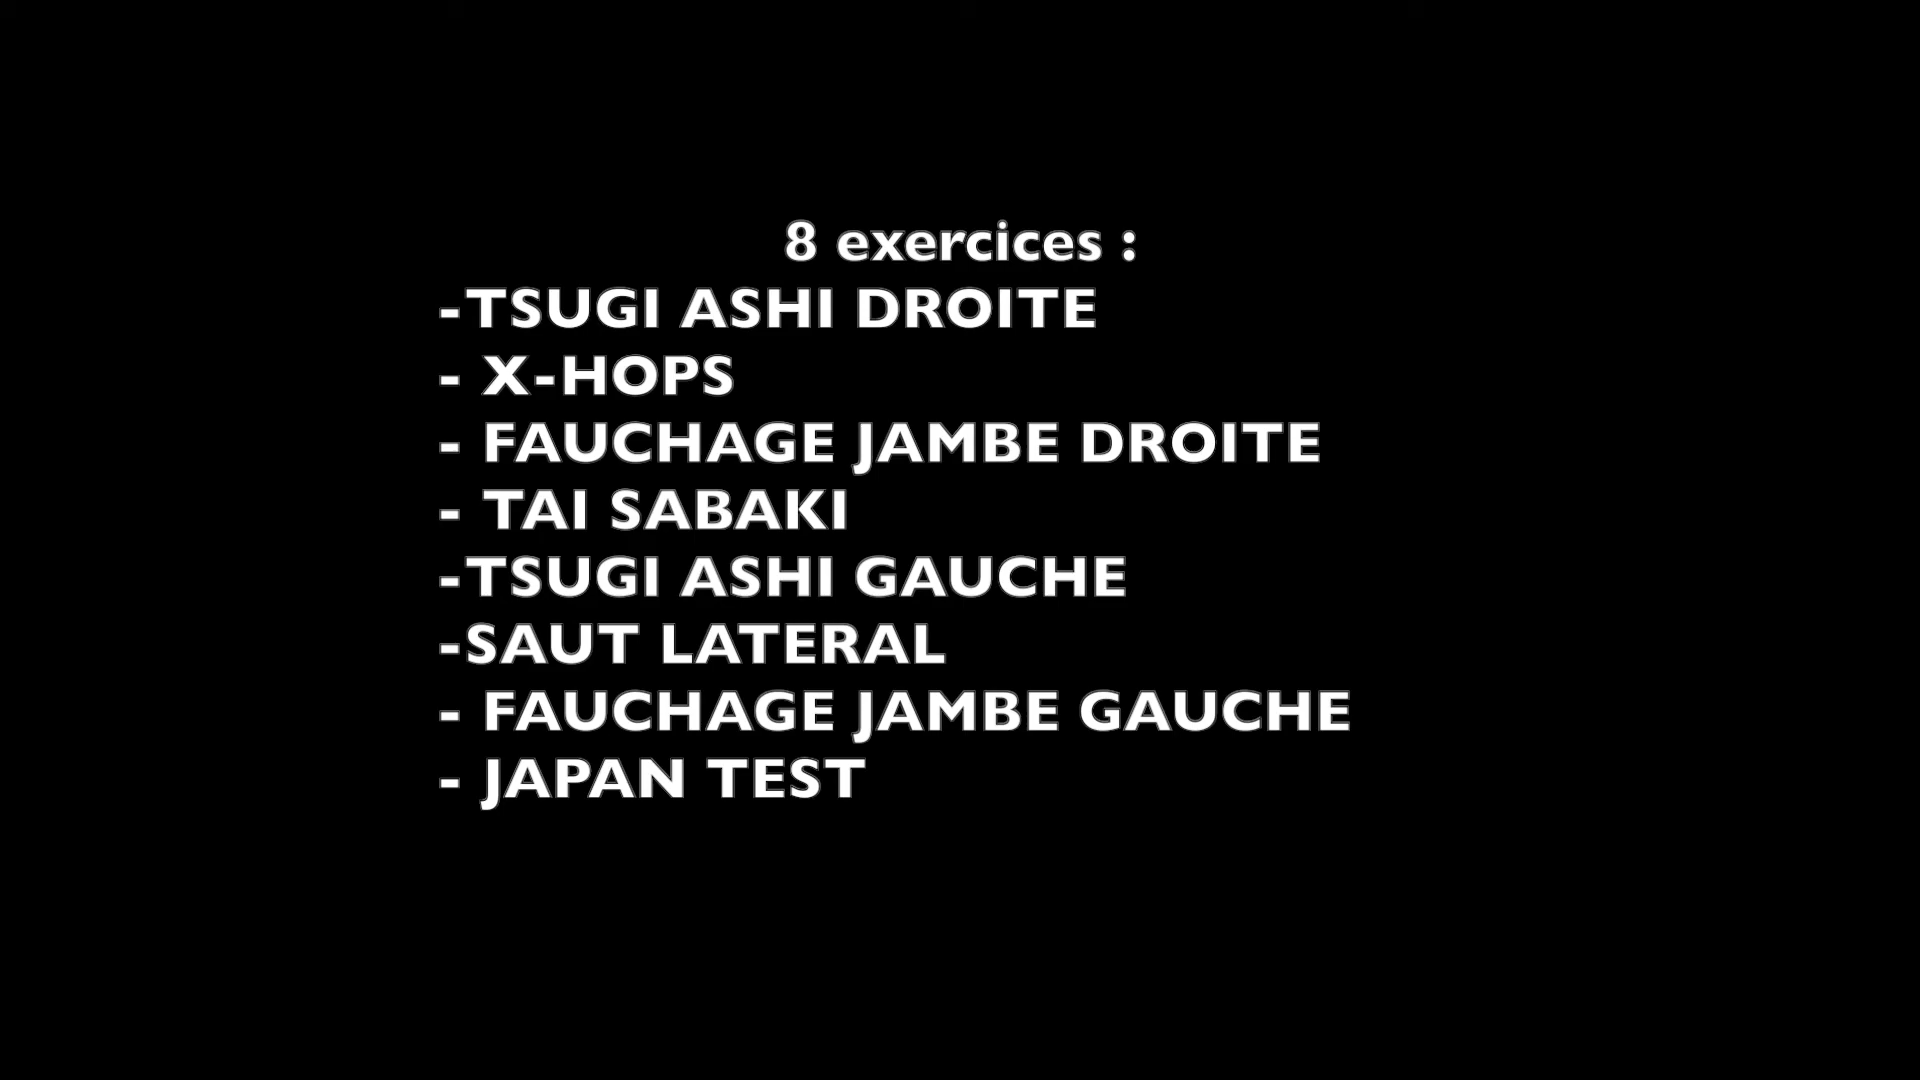 8 exercices :
-TSUGI ASHI DROITE
- X-HOPS
- FAUCHAGE JAMBE DROITE
- TAI SABAKI
-TSUGI ASHI GAUCHE
-SAUT LATERAL
- FAUCHAGE JAMBE GAUCHE
- JAPAN TEST